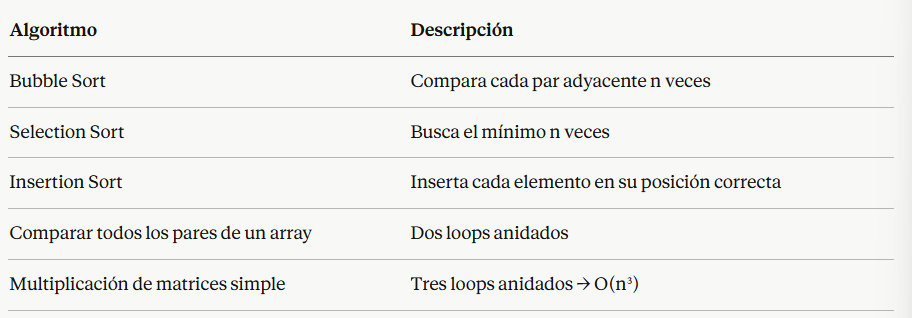 Algoritmo Descripción
Bubble Sort Compara cada par adyacente n veces
Selection Sort Busca el mínimo n veces
Insertion Sort Inserta cada elemento en su posición correcta
Comparar todos los pares de un array Dos loops anidados
Multiplicación de matrices simple Tres loops anidados → O(n³)